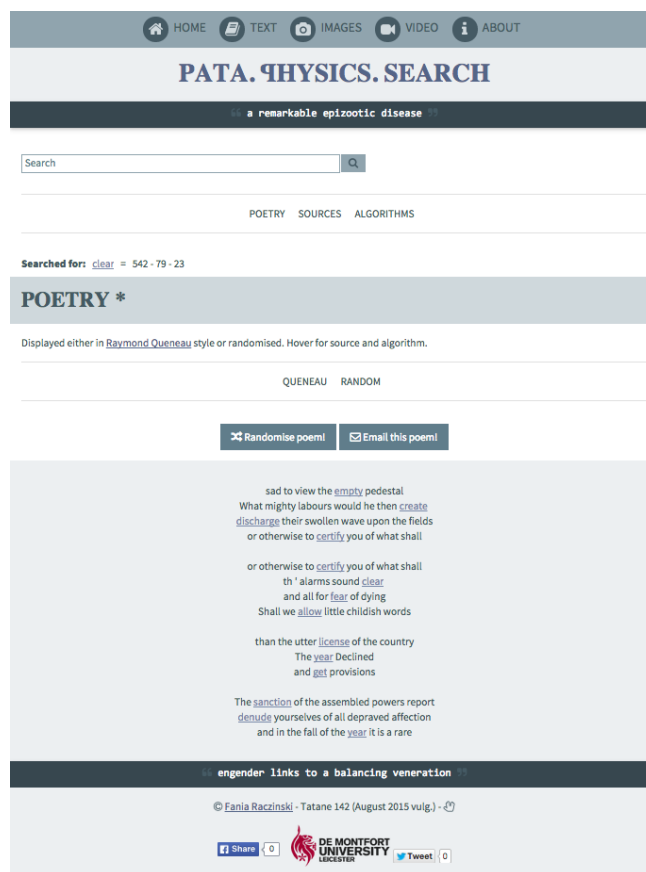 HOME TEXT IMAGES VIDEO ABOUT
PATA.ꟼHYSICS.SEARCH
“ a remarkable epizootic disease ”
Search
POETRY SOURCES ALGORITHMS
Searched for: clear = 542 - 79 - 23
POETRY *
Displayed either in Raymond Queneau style or randomised. Hover for source and algorithm.
QUENEAU RANDOM
Randomise poem! Email this poem!
sad to view the empty pedestal
What mighty labours would he then create
discharge their swollen wave upon the fields
or otherwise to certify you of what shall
or otherwise to certify you of what shall
th ' alarms sound clear
and all for fear of dying
Shall we allow little childish words
than the utter license of the country
The year Declined
and get provisions
The sanction of the assembled powers report
denude yourselves of all depraved affection
and in the fall of the year it is a rare
“ engender links to a balancing veneration ”
© Fania Raczinski - Tatane 142 (August 2015 vulg.) -
Share 0 DE MONTFORT UNIVERSITY LEICESTER Tweet 0